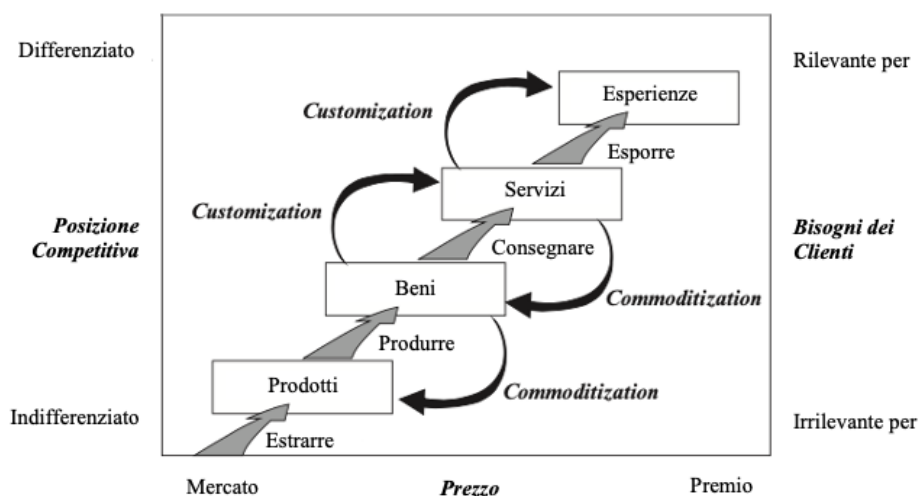 Differenziato
Rilevante per
Esperienze
Customization
Esporre
Servizi
Customization
Posizione
Competitiva
Consegnare
Bisogni dei
Clienti
Beni
Commoditization
Produrre
Prodotti
Commoditization
Indifferenziato
Irrilevante per
Estrarre
Mercato
Prezzo
Premio